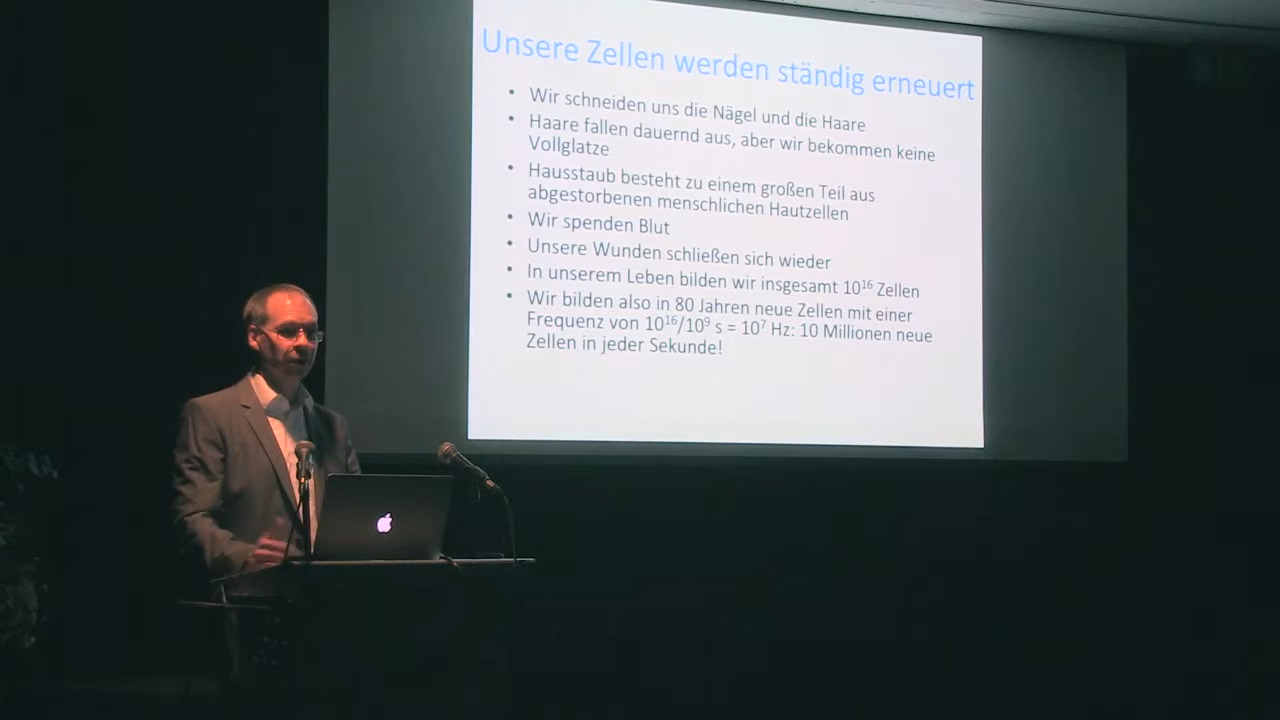 Unsere Zellen werden ständig erneuert
• Wir schneiden uns die Nägel und die Haare
• Haare fallen dauernd aus, aber wir bekommen keine
Vollglatze
• Hausstaub besteht zu einem großen Teil aus
abgestorbenen menschlichen Hautzellen
• Wir spenden Blut
• Unsere Wunden schließen sich wieder
• In unserem Leben bilden wir insgesamt 10¹⁶ Zellen
• Wir bilden also in 80 Jahren neue Zellen mit einer
Frequenz von 10¹⁶/10⁹ s = 10⁷ Hz: 10 Millionen neue
Zellen in jeder Sekunde!